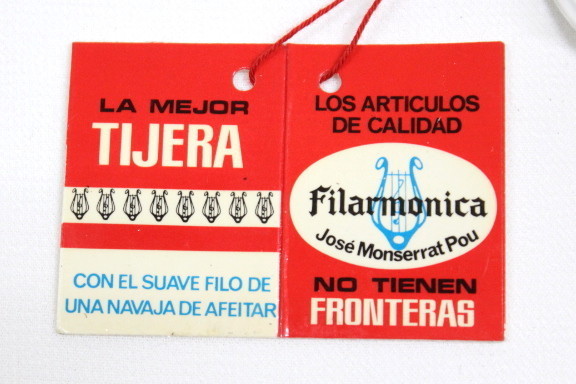 LA MEJOR
TIJERA
CON EL SUAVE FILO DE
UNA NAVAJA DE AFEITAR
LOS ARTICULOS
DE CALIDAD
Filarmonica
José Monserrat Pou
NO TIENEN
FRONTERAS